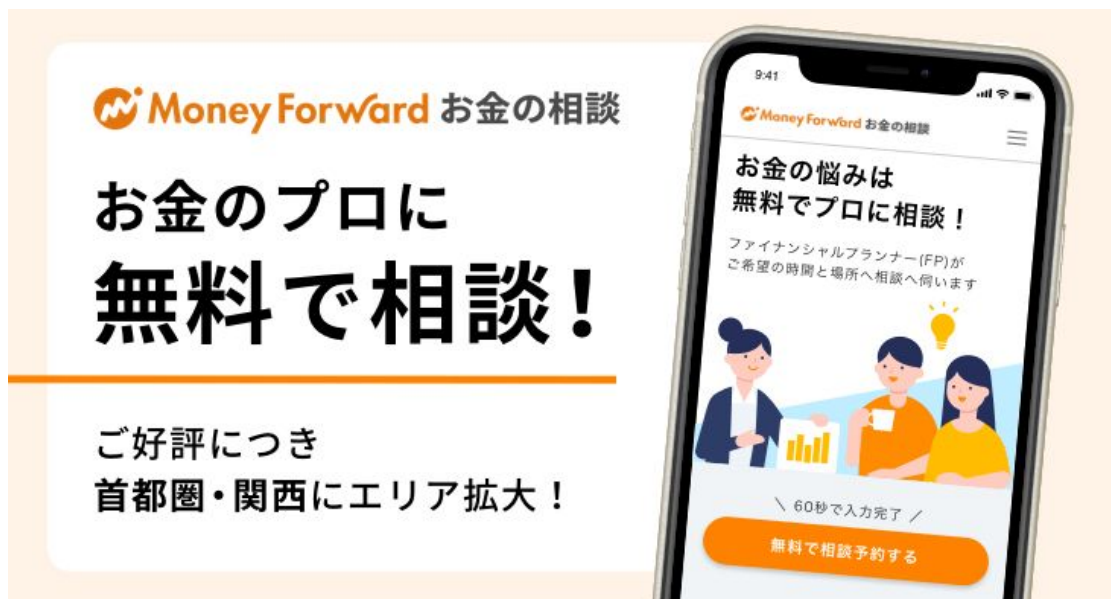 Money Forward お金の相談
お金のプロに
無料で相談！
ご好評につき
首都圏・関西にエリア拡大！
9:41
Money Forward お金の相談
お金の悩みは
無料でプロに相談！
ファイナンシャルプランナー(FP)が
ご希望の時間と場所へ相談へ伺います
\ 60秒で入力完了 /
無料で相談予約する